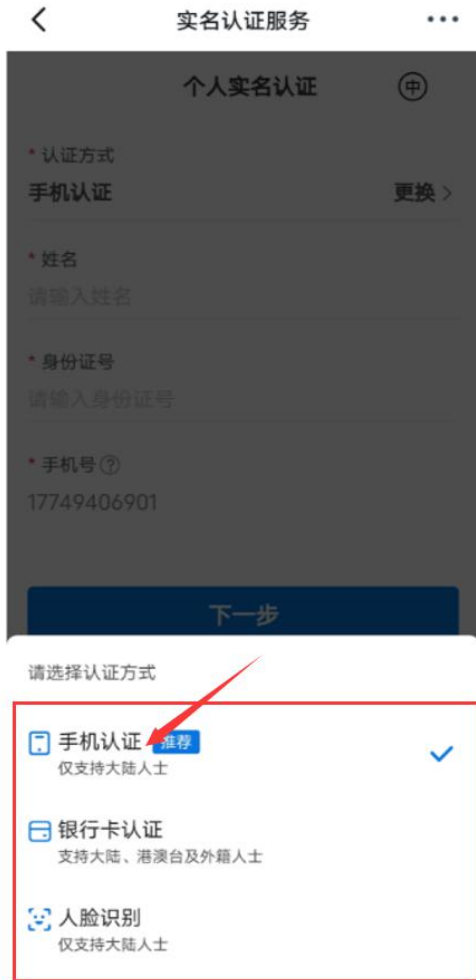 实名认证服务
个人实名认证 中
* 认证方式
手机认证 更换
* 姓名
请输入姓名
* 身份证号
请输入身份证号
* 手机号
17749406901
下一步
请选择认证方式
手机认证 推荐
仅支持大陆人士
银行卡认证
支持大陆、港澳台及外籍人士
人脸识别
仅支持大陆人士